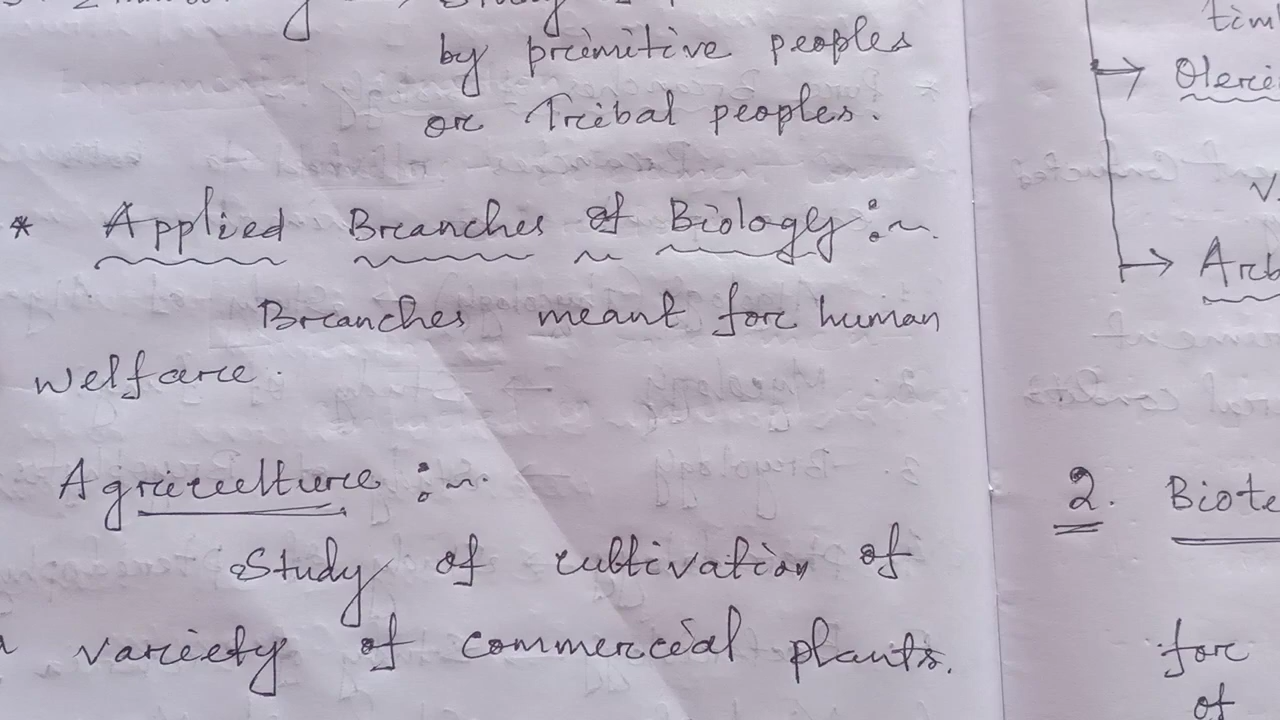 by primitive peoples
or Tribal peoples.
* Applied Branches of Biology :~
Branches meant for human
welfare.
Agriculture :~
Study of cultivation of
a variety of commercial plants.
2.
for
of